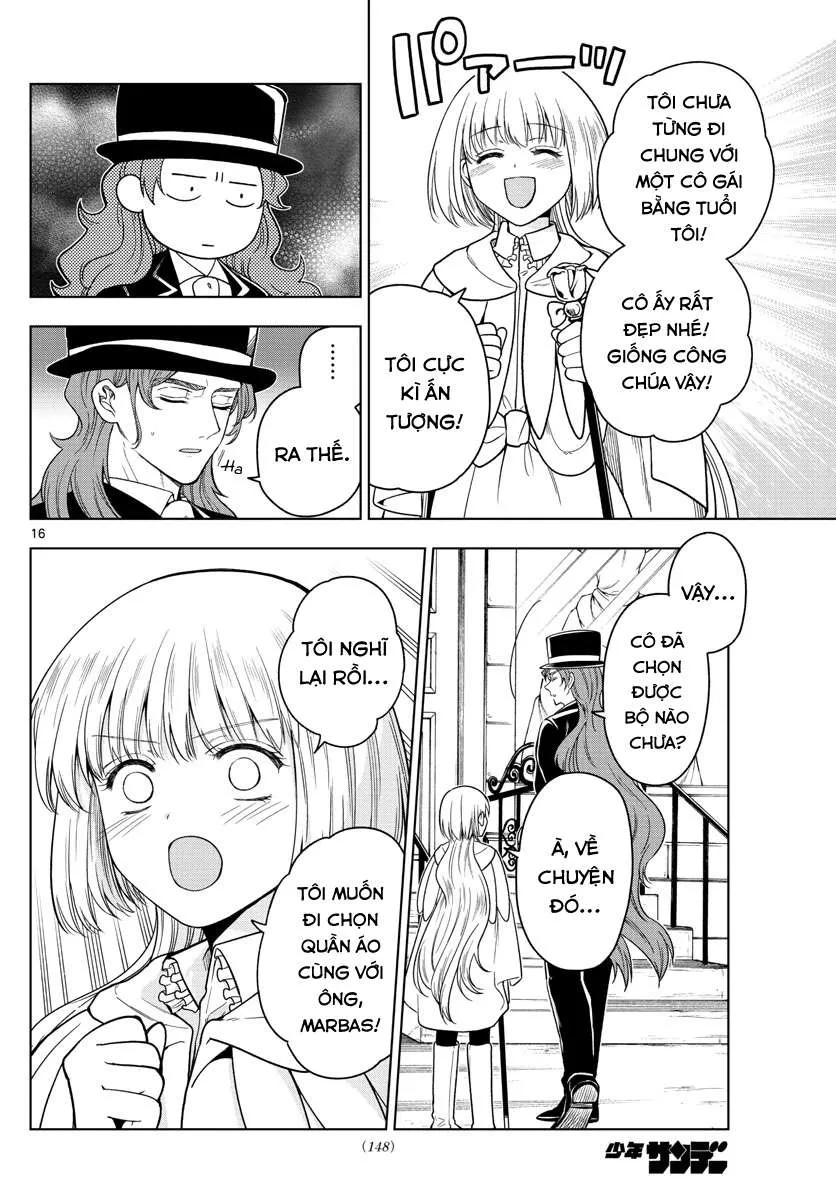 パァーッ
TÔI CHƯA
TỪNG ĐI
CHUNG VỚI
MỘT CÔ GÁI
BẰNG TUỔI
TÔI!
CÔ ẤY RẤT
ĐẸP NHÉ!
GIỐNG CÔNG
CHÚA VẬY!
TÔI CỰC
KÌ ẤN
TƯỢNG!
......
RA THẾ.
Ha
16
VẬY...
CÔ ĐÃ
CHỌN
ĐƯỢC
BỘ NÀO
CHƯA?
À, VỀ
CHUYỆN
ĐÓ...
TÔI NGHĨ
LẠI RỒI...
TÔI MUỐN
ĐI CHỌN
QUẦN ÁO
CÙNG VỚI
ÔNG,
MARBAS!
(148)
少年サンデー